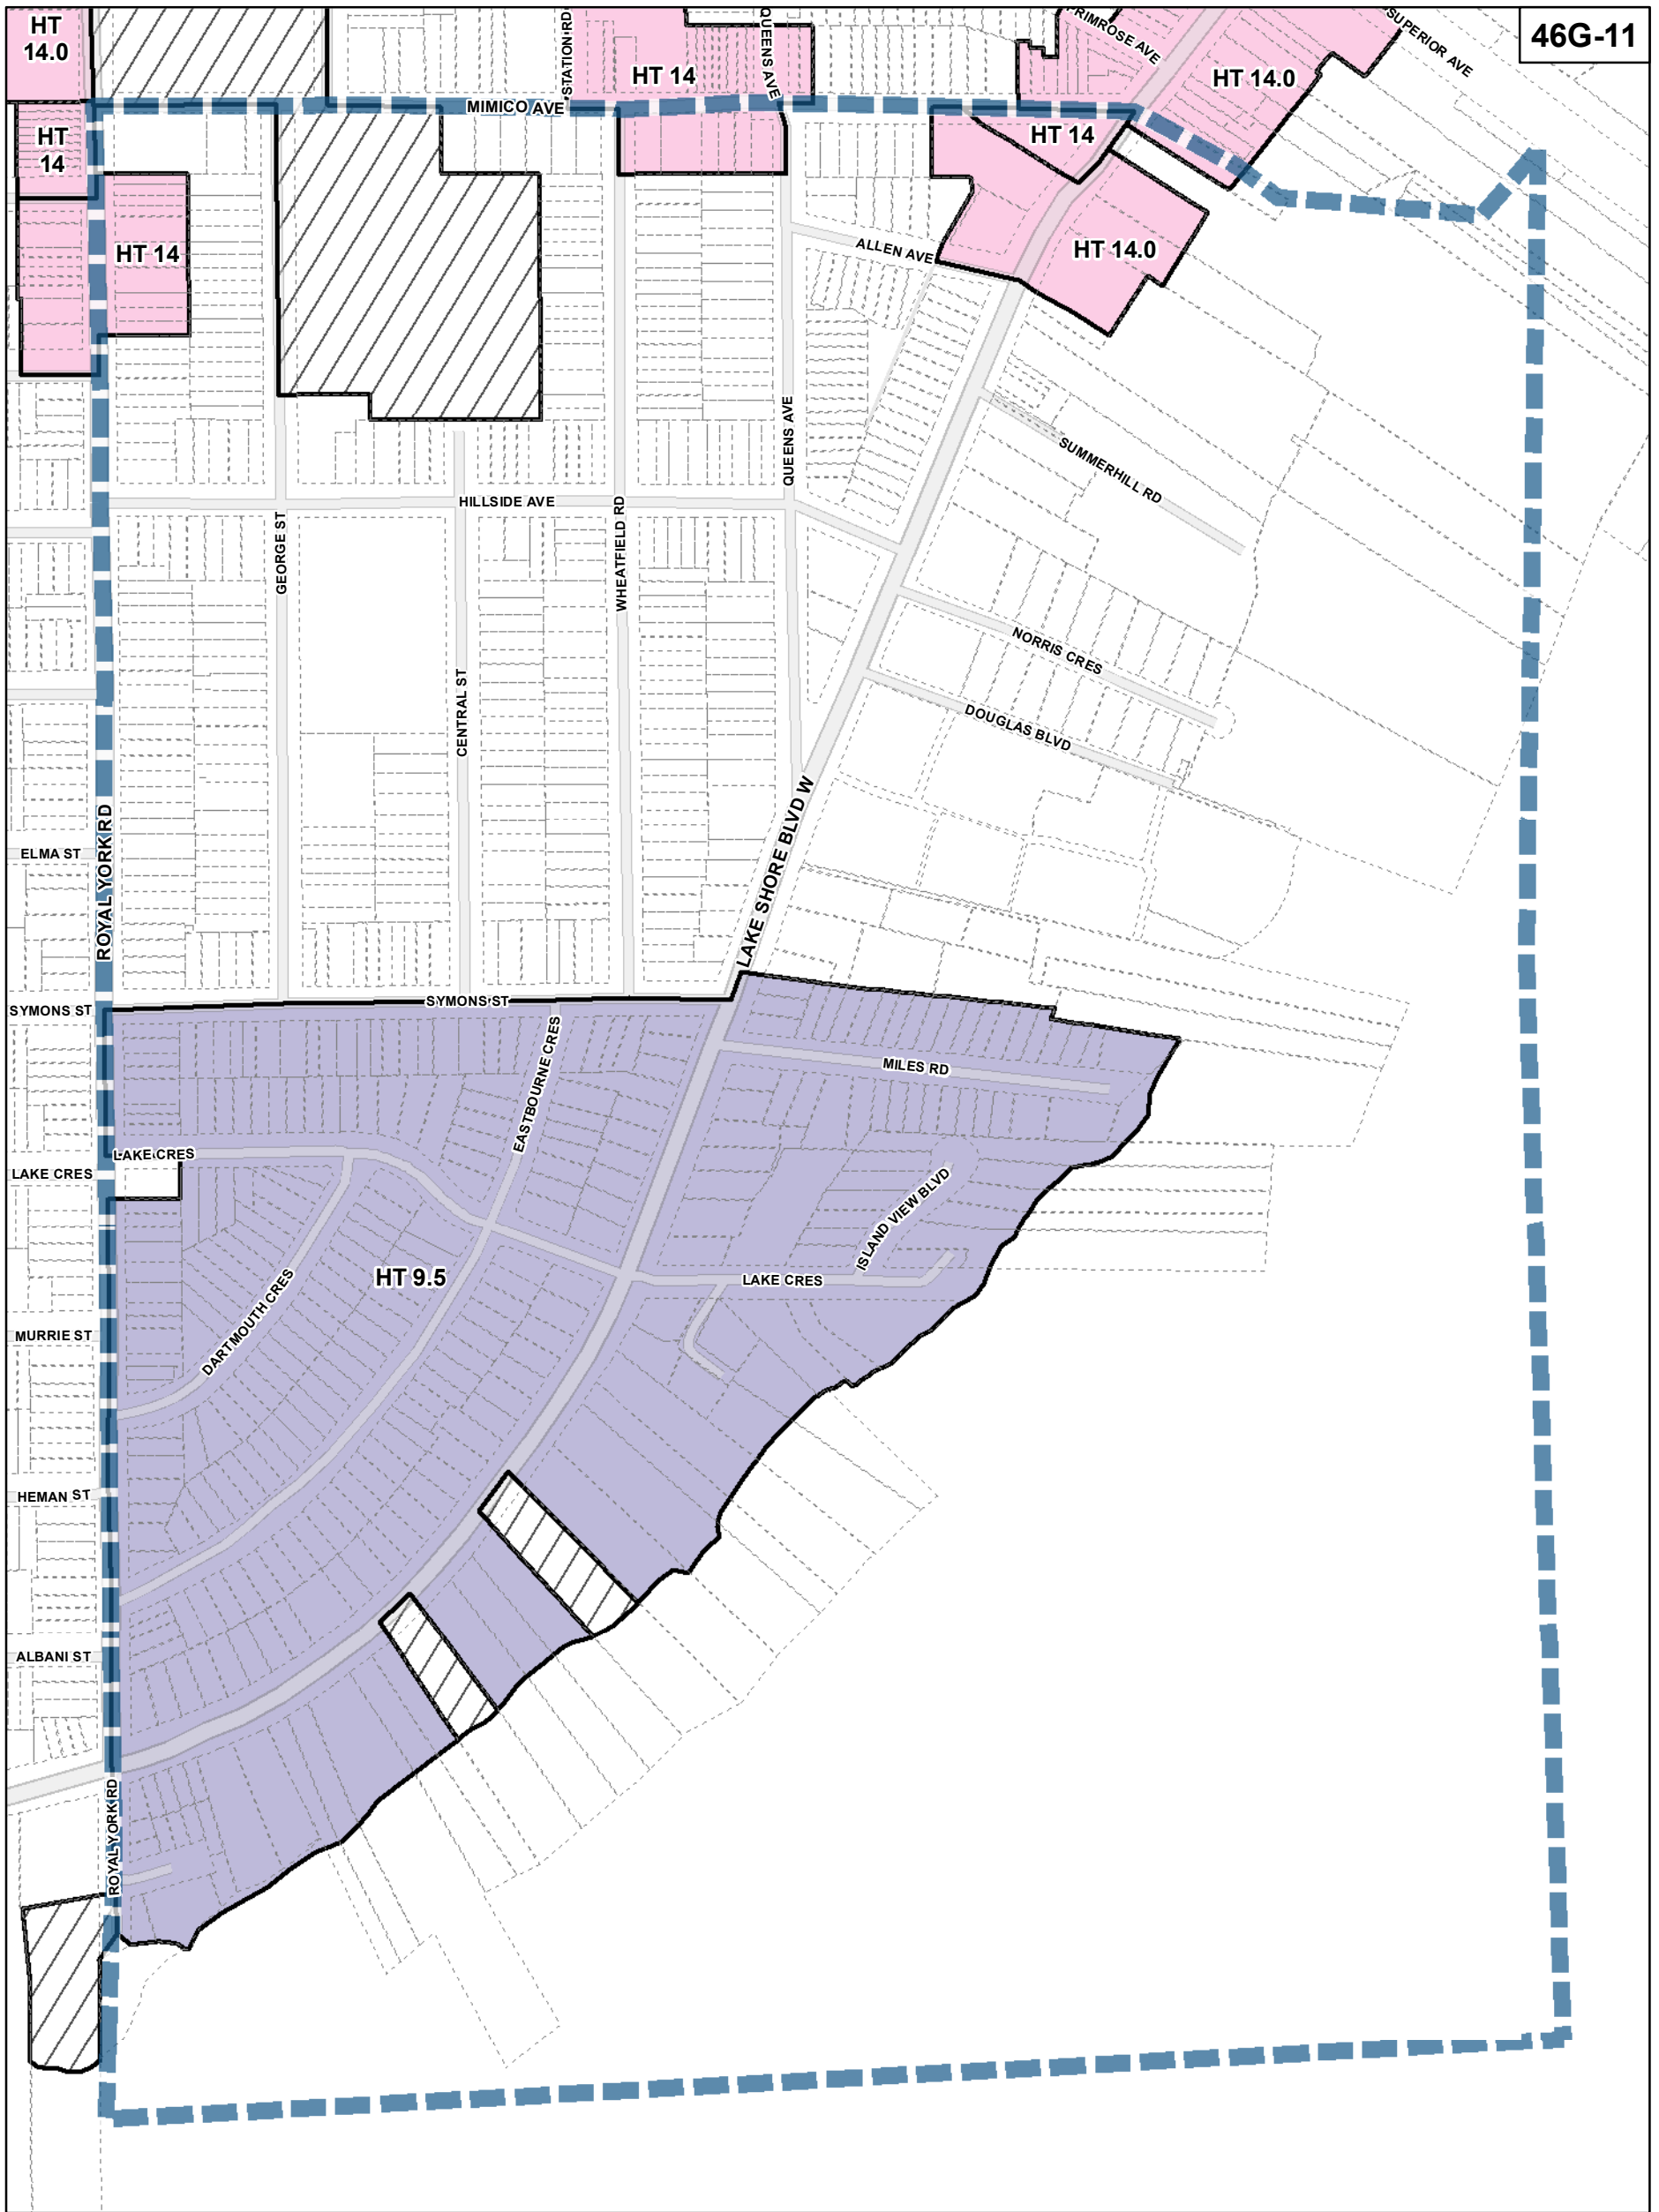 46G-11
HT
14.0
STATION RD
HT 14
QUEENS AVE
PRIMROSE AVE
HT 14.0
SUPERIOR AVE
MIMICO AVE
HT
14
HT 14
HT 14
ALLEN AVE
HT 14.0
QUEENS AVE
SUMMERHILL RD
HILLSIDE AVE
GEORGE ST
WHEATFIELD RD
NORRIS CRES
CENTRAL ST
DOUGLAS BLVD
ROYAL YORK RD
LAKE SHORE BLVD W
ELMA ST
SYMONS ST
SYMONS ST
EASTBOURNE CRES
MILES RD
LAKE CRES
LAKE CRES
ISLAND VIEW BLVD
HT 9.5
LAKE CRES
DARTMOUTH CRES
MURRIE ST
HEMAN ST
ALBANI ST
ROYAL YORK RD